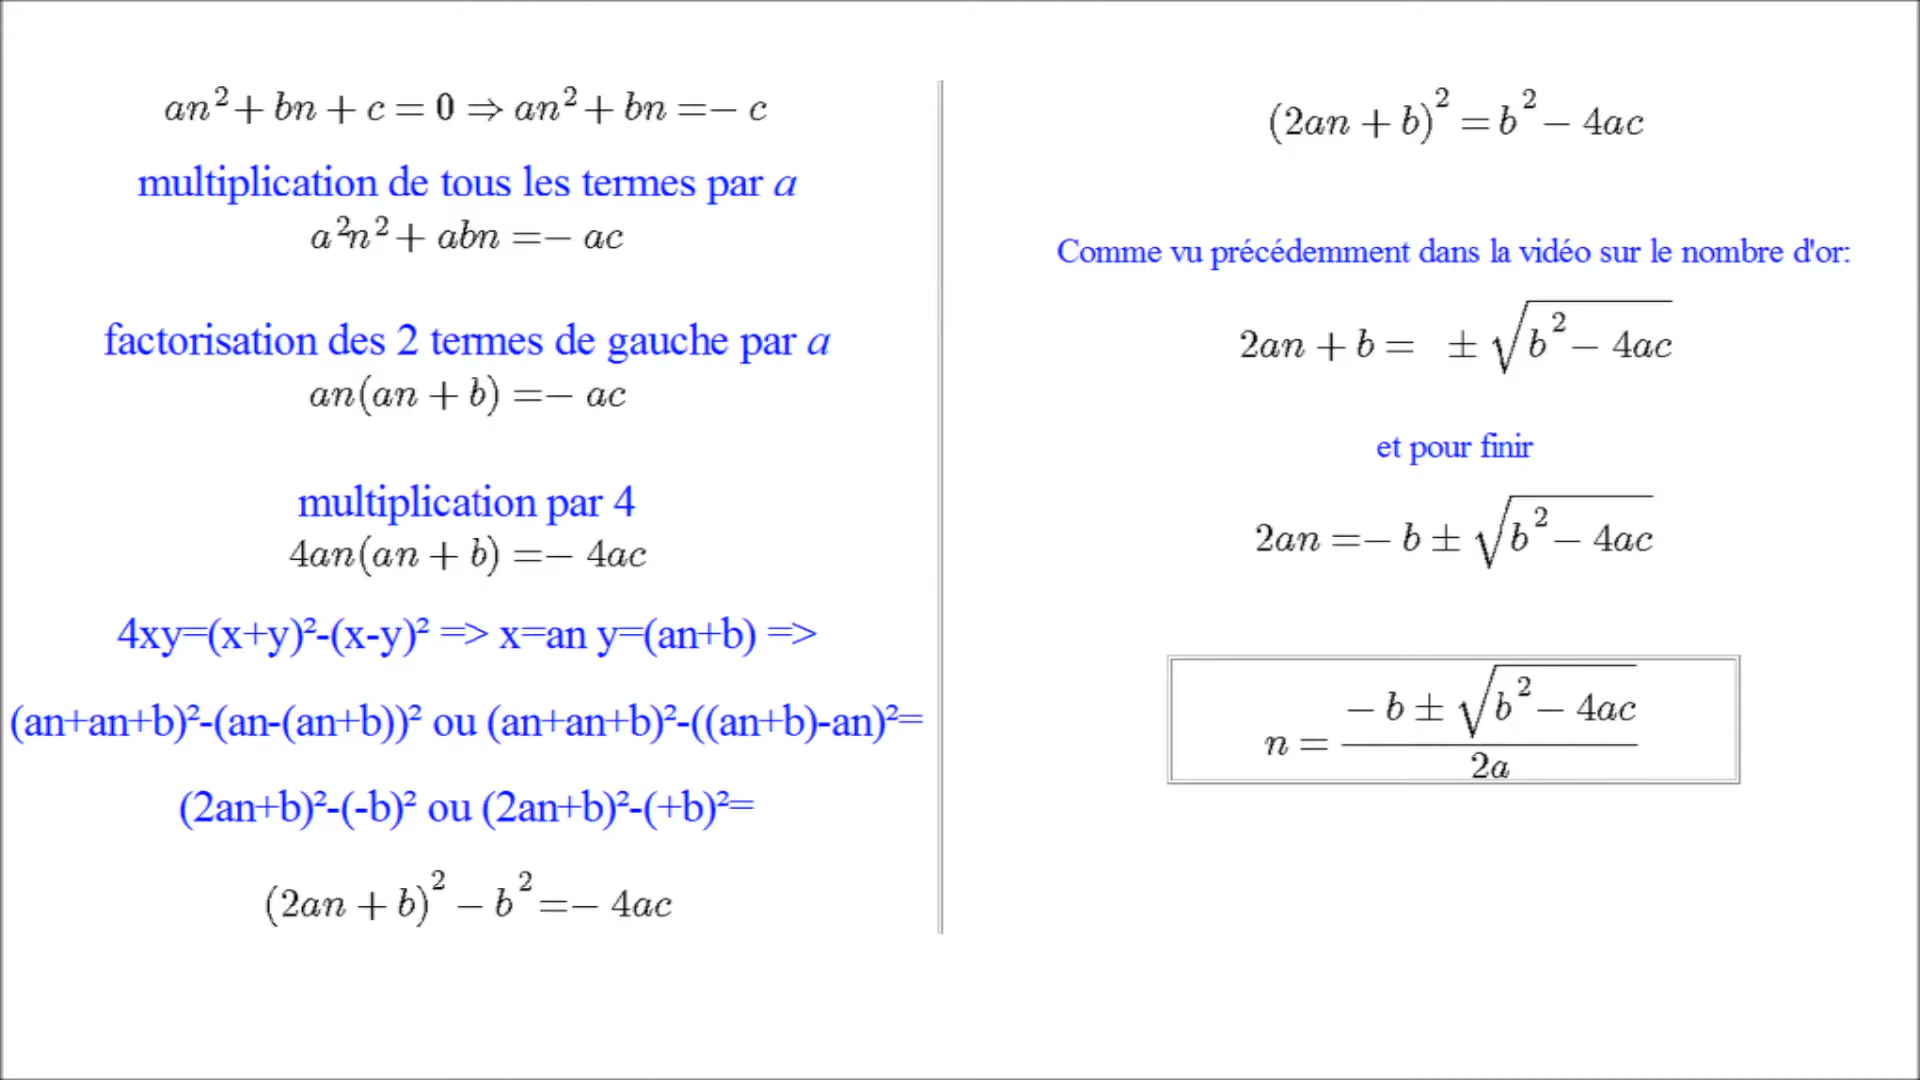 an² + bn + c = 0 ⇒ an² + bn =− c
multiplication de tous les termes par a
a²n² + abn =− ac
factorisation des 2 termes de gauche par a
an(an + b) =− ac
multiplication par 4
4an(an + b) =− 4ac
4xy=(x+y)²-(x-y)² => x=an y=(an+b) =>
(an+an+b)²-(an-(an+b))² ou (an+an+b)²-((an+b)-an)²=
(2an+b)²-(-b)² ou (2an+b)²-(+b)²=
(2an + b)² − b² =− 4ac
(2an + b)² = b² − 4ac
Comme vu précédemment dans la vidéo sur le nombre d'or:
2an + b = ± √(b² − 4ac)
et pour finir
2an =− b ± √(b² − 4ac)
n = (− b ± √(b² − 4ac)) / 2a